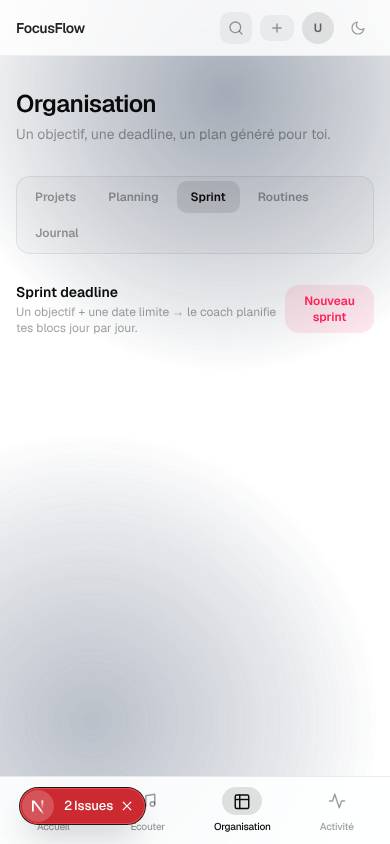 FocusFlow
U
Organisation
Un objectif, une deadline, un plan généré pour toi.
Projets Planning Sprint Routines
Journal
Sprint deadline
Un objectif + une date limite → le coach planifie
tes blocs jour par jour.
Nouveau
sprint
N 2 Issues
Accueil Écouter Organisation Activité